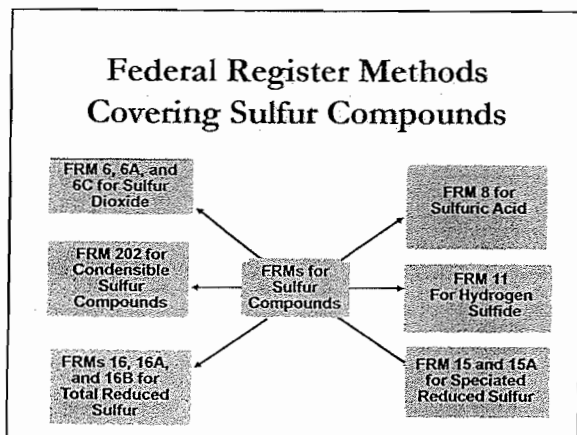 Federal Register Methods
Covering Sulfur Compounds
FRM 6, 6A, and
6C for Sulfur
Dioxide
FRM 8 for
Sulfuric Acid
FRM 202 for
Condensible
Sulfur
Compounds
FRMs for
Sulfur
Compounds
FRM 11
For Hydrogen
Sulfide
FRMs 16, 16A,
and 16B for
Total Reduced
Sulfur
FRM 15 and 15A
for Speciated
Reduced Sulfur